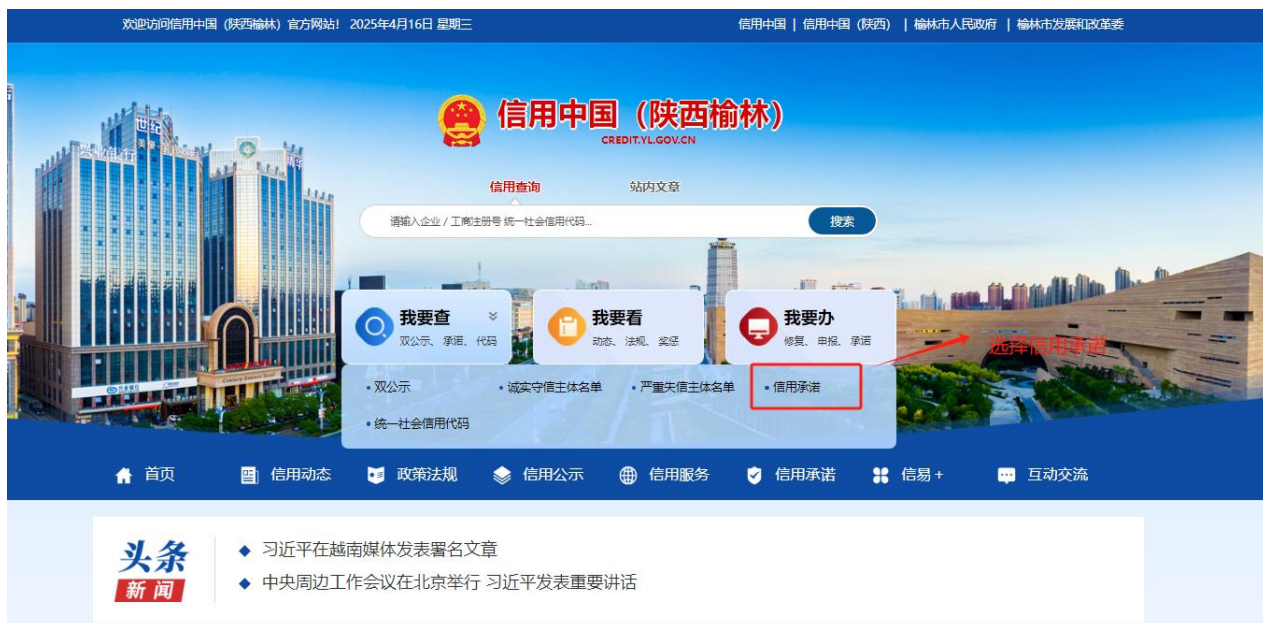 欢迎访问信用中国（陕西榆林）官方网站！ 2025年4月16日 星期三
信用中国 | 信用中国（陕西） | 榆林市人民政府 | 榆林市发展和改革委
世纪
信用中国（陕西榆林）
CREDIT.YL.GOV.CN
信用查询 站内文章
请输入企业 / 工商注册号 统一社会信用代码... 搜索
我要查 我要看 我要办
双公示、承诺、代码 动态、法规、奖惩 修复、申报、承诺
选择信用承诺
•双公示 •诚实守信主体名单 •严重失信主体名单 •信用承诺
•统一社会信用代码
首页 信用动态 政策法规 信用公示 信用服务 信用承诺 信易+ 互动交流
头条
新闻
◆ 习近平在越南媒体发表署名文章
◆ 中央周边工作会议在北京举行 习近平发表重要讲话